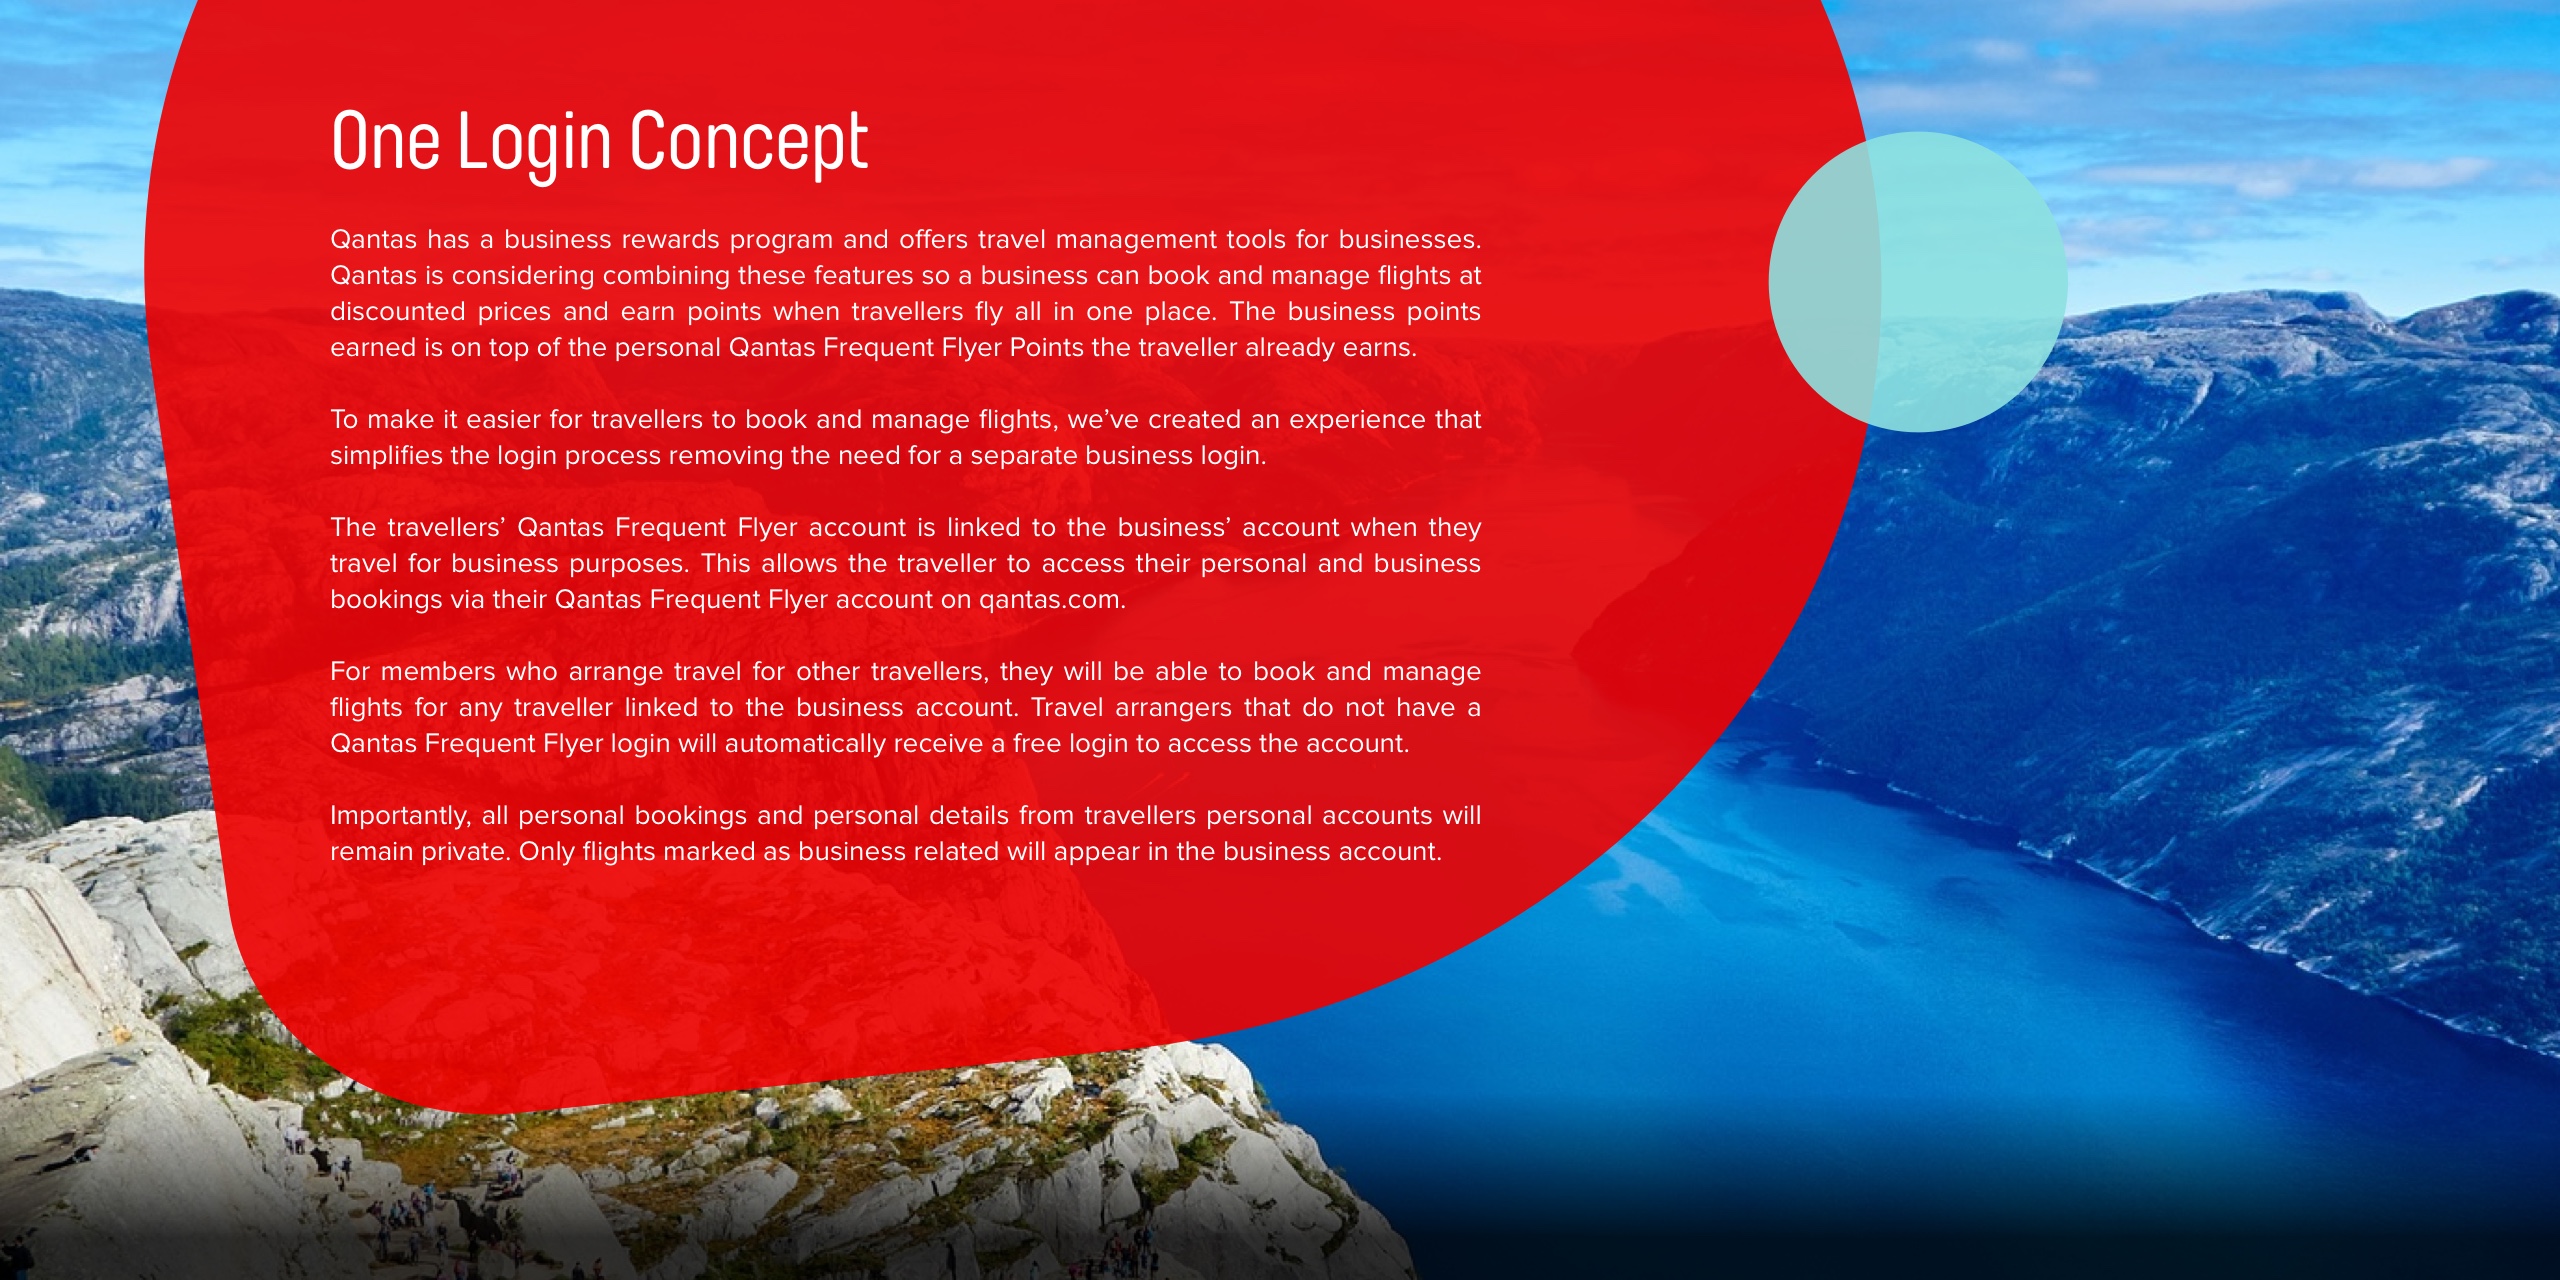 One Login Concept
Qantas has a business rewards program and offers travel management tools for businesses.
Qantas is considering combining these features so a business can book and manage flights at
discounted prices and earn points when travellers fly all in one place. The business points
earned is on top of the personal Qantas Frequent Flyer Points the traveller already earns.
To make it easier for travellers to book and manage flights, we’ve created an experience that
simplifies the login process removing the need for a separate business login.
The travellers’ Qantas Frequent Flyer account is linked to the business’ account when they
travel for business purposes. This allows the traveller to access their personal and business
bookings via their Qantas Frequent Flyer account on qantas.com.
For members who arrange travel for other travellers, they will be able to book and manage
flights for any traveller linked to the business account. Travel arrangers that do not have a
Qantas Frequent Flyer login will automatically receive a free login to access the account.
Importantly, all personal bookings and personal details from travellers personal accounts will
remain private. Only flights marked as business related will appear in the business account.